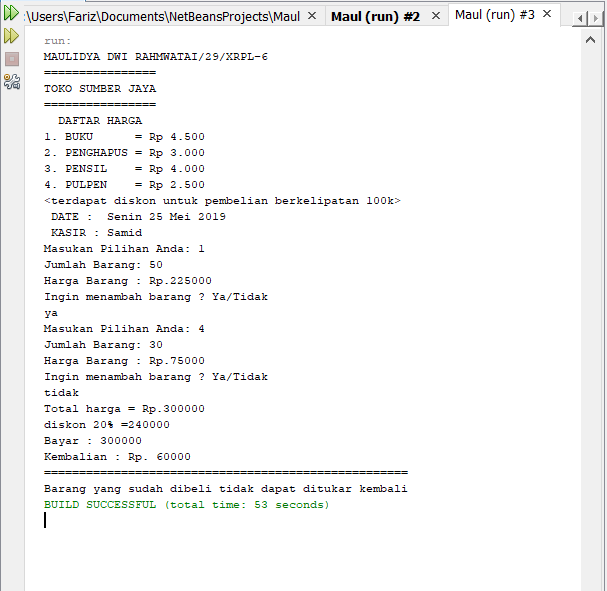 :\Users\Fariz\Documents\NetBeansProjects\Maul × Maul (run) #2 × Maul (run) #3 ×
run:
MAULIDYA DWI RAHMWATAI/29/XRPL-6
================
TOKO SUMBER JAYA
================
DAFTAR HARGA
1. BUKU = Rp 4.500
2. PENGHAPUS = Rp 3.000
3. PENSIL = Rp 4.000
4. PULPEN = Rp 2.500
<terdapat diskon untuk pembelian berkelipatan 100k>
DATE : Senin 25 Mei 2019
KASIR : Samid
Masukan Pilihan Anda: 1
Jumlah Barang: 50
Harga Barang : Rp.225000
Ingin menambah barang ? Ya/Tidak
ya
Masukan Pilihan Anda: 4
Jumlah Barang: 30
Harga Barang : Rp.75000
Ingin menambah barang ? Ya/Tidak
tidak
Total harga = Rp.300000
diskon 20% =240000
Bayar : 300000
Kembalian : Rp. 60000
====================================================
Barang yang sudah dibeli tidak dapat ditukar kembali
BUILD SUCCESSFUL (total time: 53 seconds)